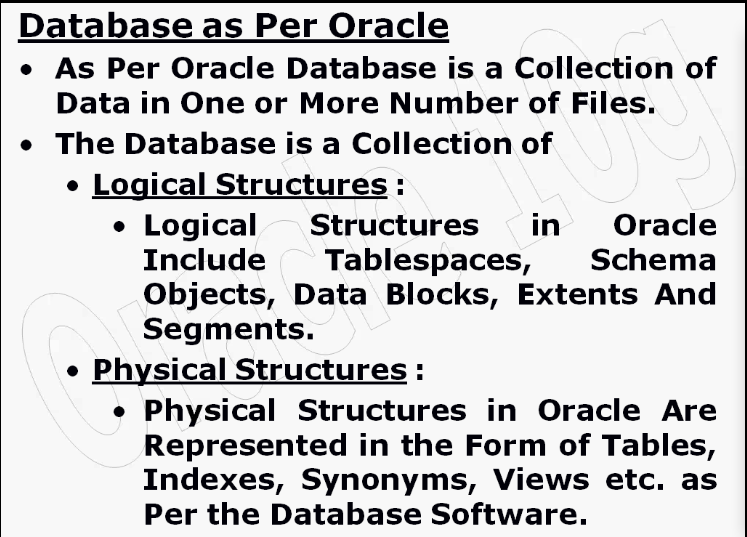 Database as Per Oracle
• As Per Oracle Database is a Collection of
Data in One or More Number of Files.
• The Database is a Collection of
• Logical Structures :
• Logical Structures in Oracle
Include Tablespaces, Schema
Objects, Data Blocks, Extents And
Segments.
• Physical Structures :
• Physical Structures in Oracle Are
Represented in the Form of Tables,
Indexes, Synonyms, Views etc. as
Per the Database Software.
Oracle 10g